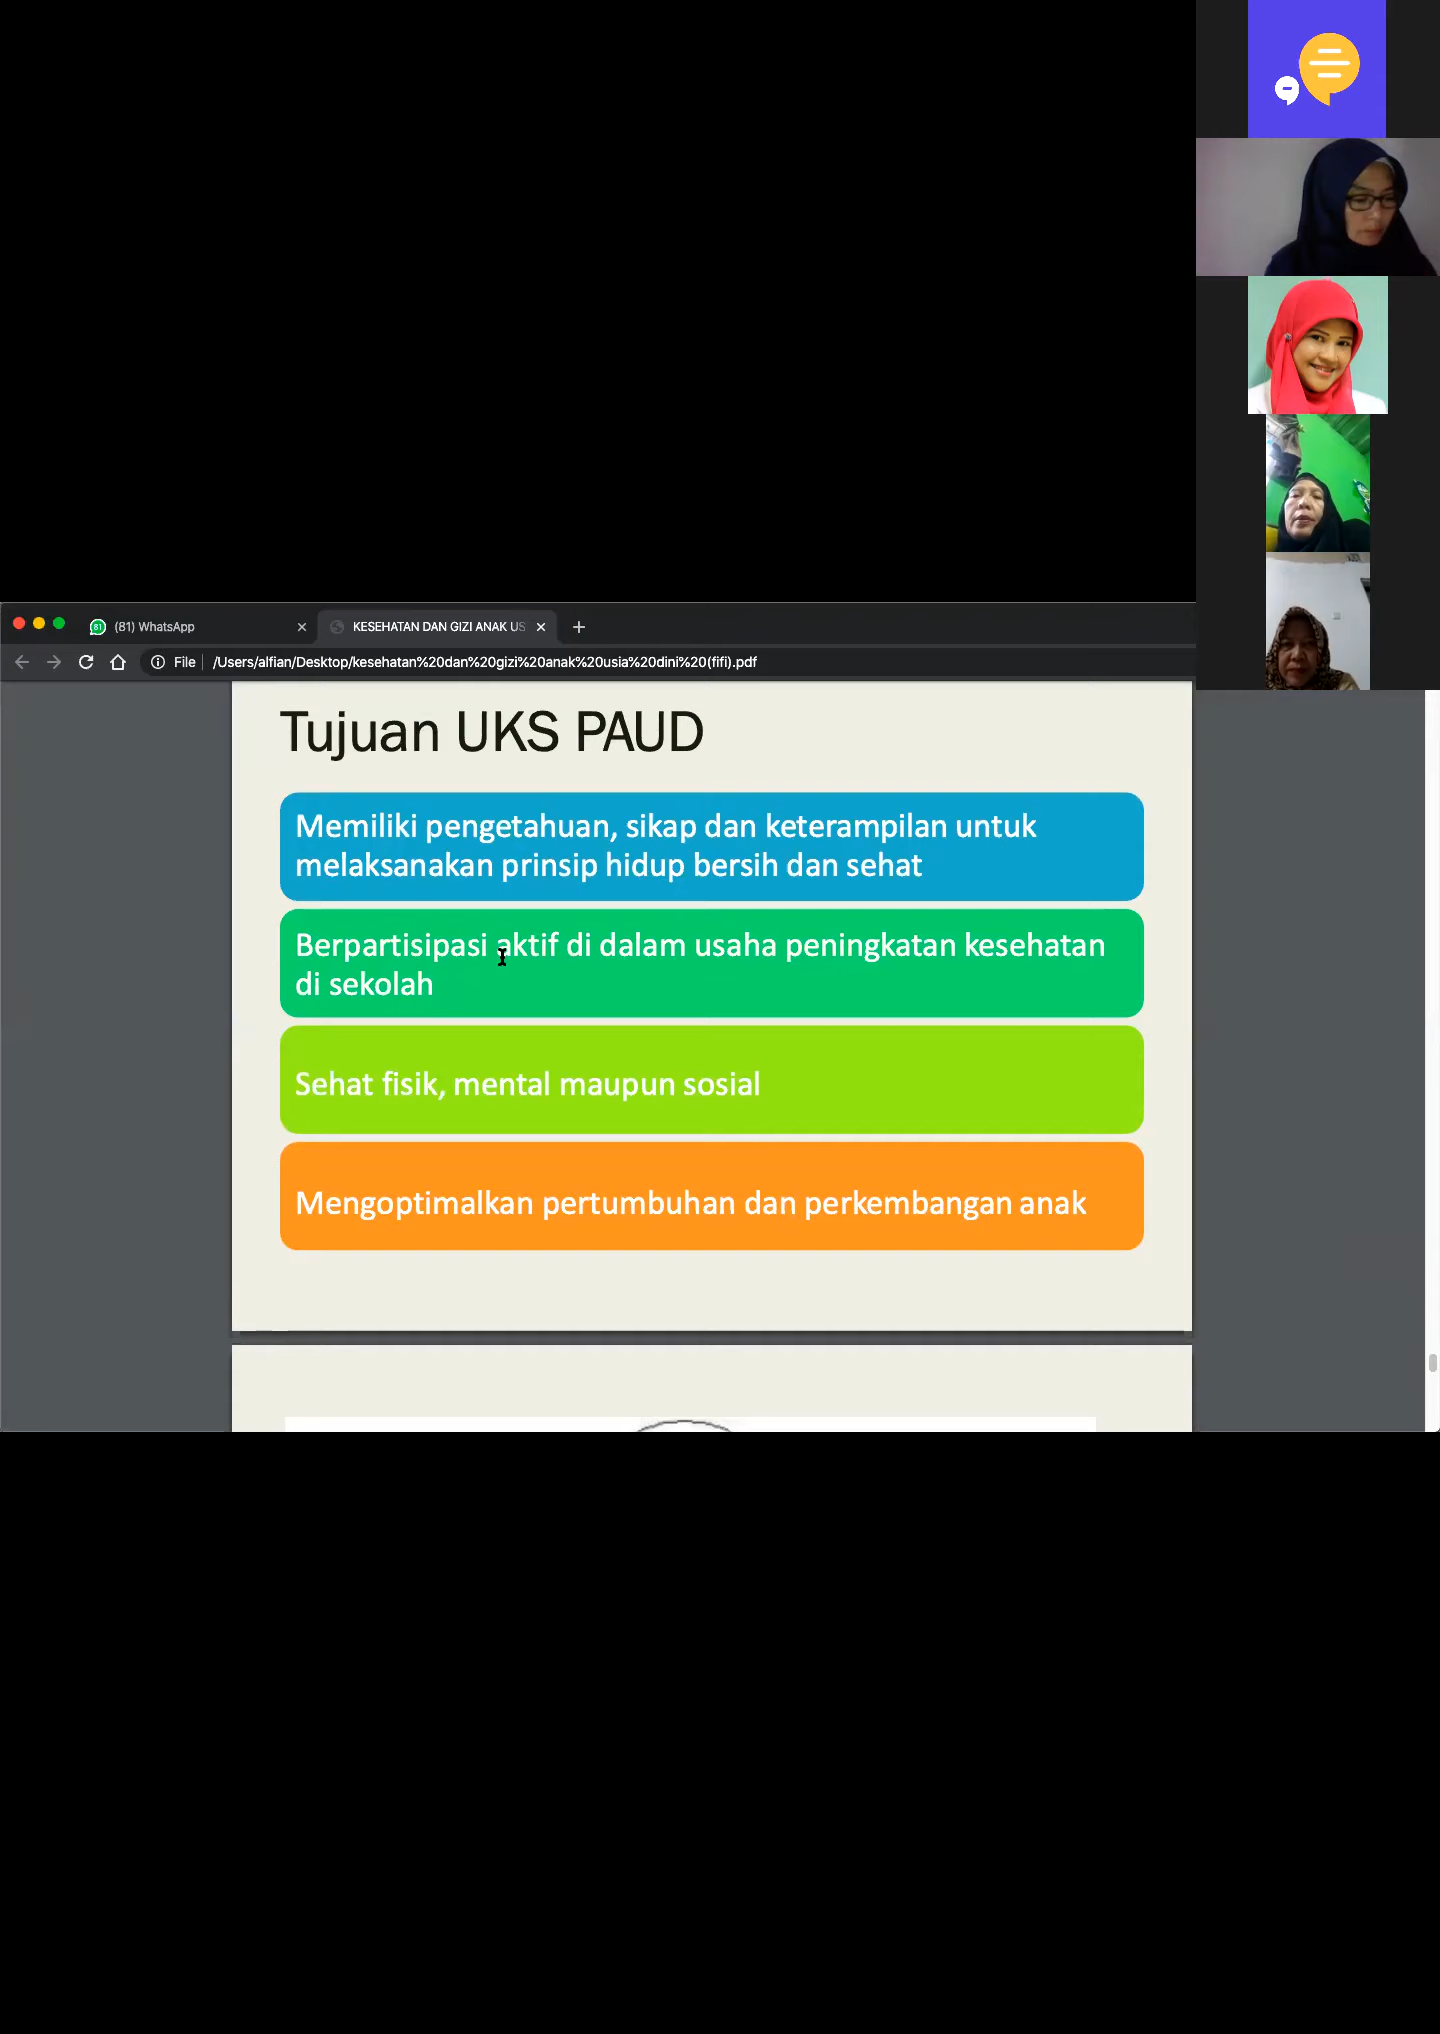 (81) WhatsApp
KESEHATAN DAN GIZI ANAK US
File
/Users/alfian/Desktop/kesehatan%20dan%20gizi%20anak%20usia%20dini%20(fifi).pdf
Tujuan UKS PAUD
Memiliki pengetahuan, sikap dan keterampilan untuk
melaksanakan prinsip hidup bersih dan sehat
Berpartisipasi aktif di dalam usaha peningkatan kesehatan
di sekolah
Sehat fisik, mental maupun sosial
Mengoptimalkan pertumbuhan dan perkembangan anak